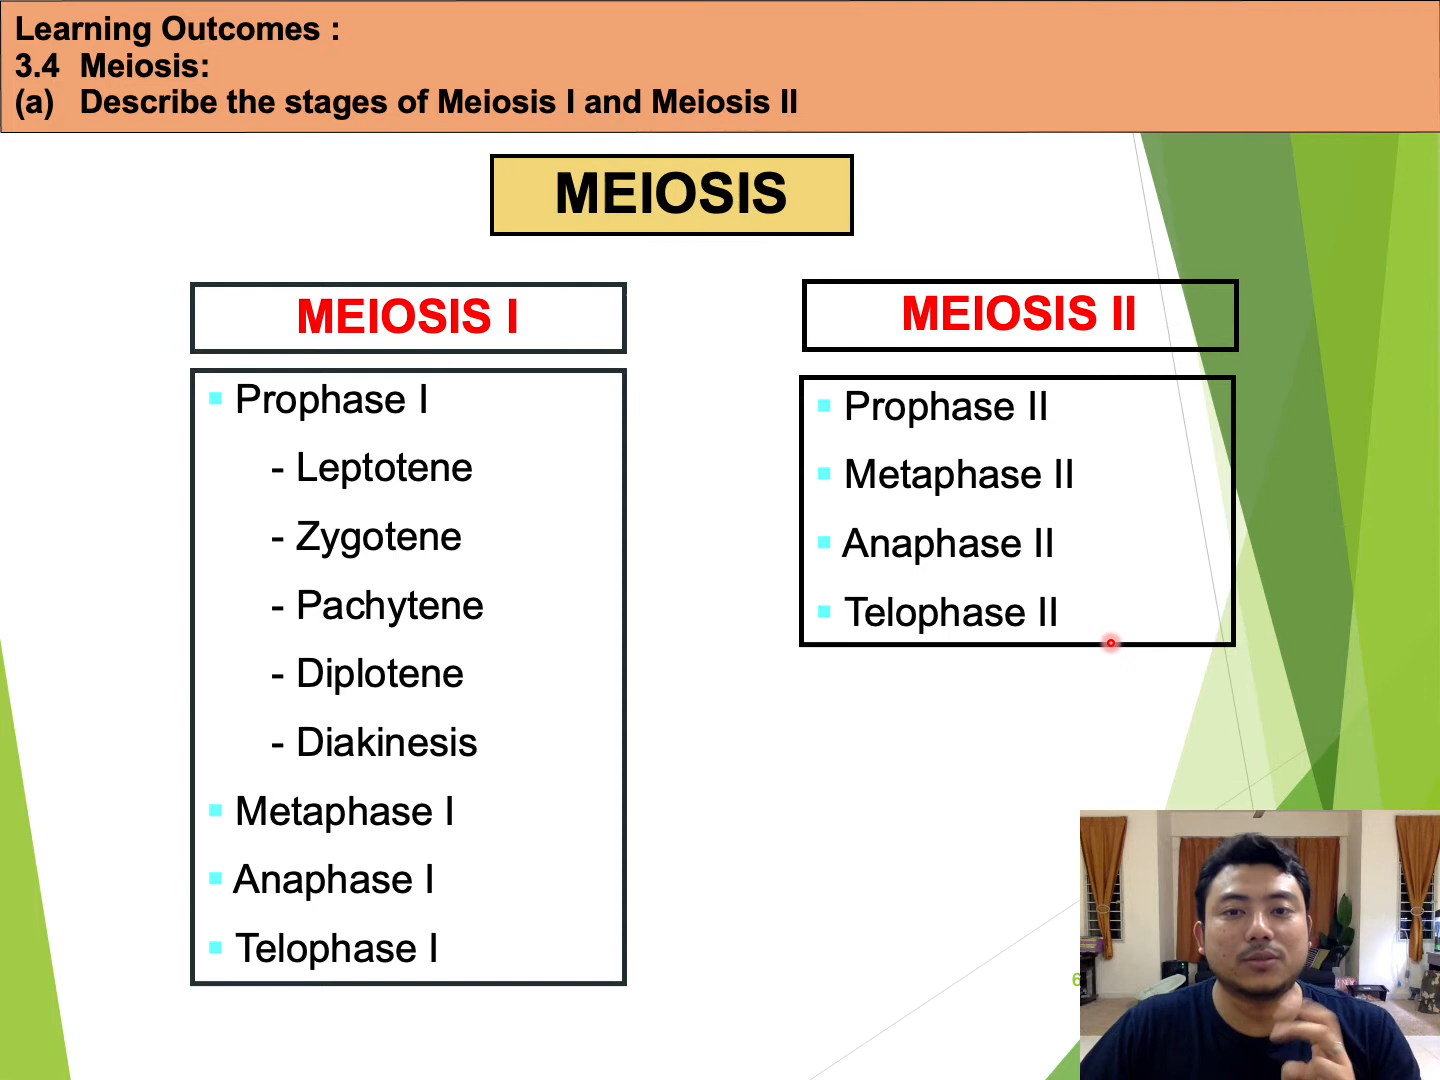 Learning Outcomes :
3.4 Meiosis:
(a) Describe the stages of Meiosis I and Meiosis II
MEIOSIS
MEIOSIS I
Prophase I
- Leptotene
- Zygotene
- Pachytene
- Diplotene
- Diakinesis
Metaphase I
Anaphase I
Telophase I
MEIOSIS II
Prophase II
Metaphase II
Anaphase II
Telophase II
6